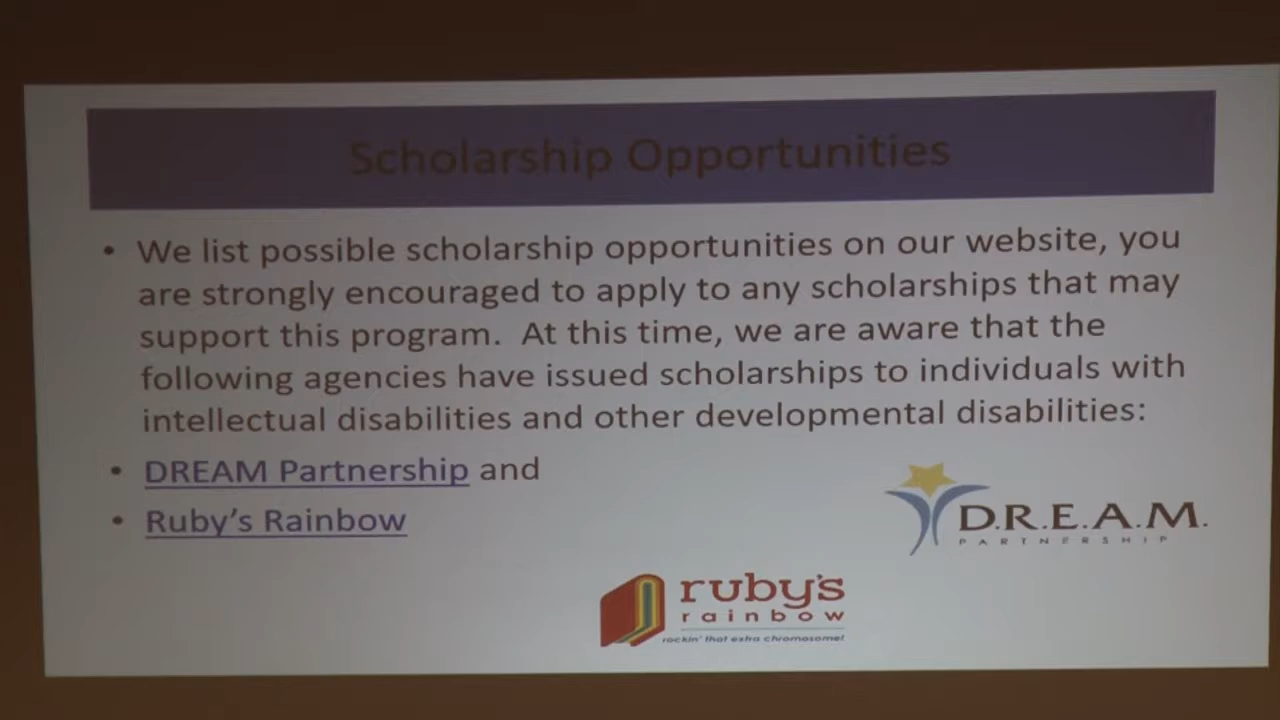 Scholarship Opportunities
• We list possible scholarship opportunities on our website, you
are strongly encouraged to apply to any scholarships that may
support this program. At this time, we are aware that the
following agencies have issued scholarships to individuals with
intellectual disabilities and other developmental disabilities:
• DREAM Partnership and
• Ruby's Rainbow
D.R.E.A.M.
PARTNERSHIP
ruby's
rainbow
rockin' that extra chromosome!